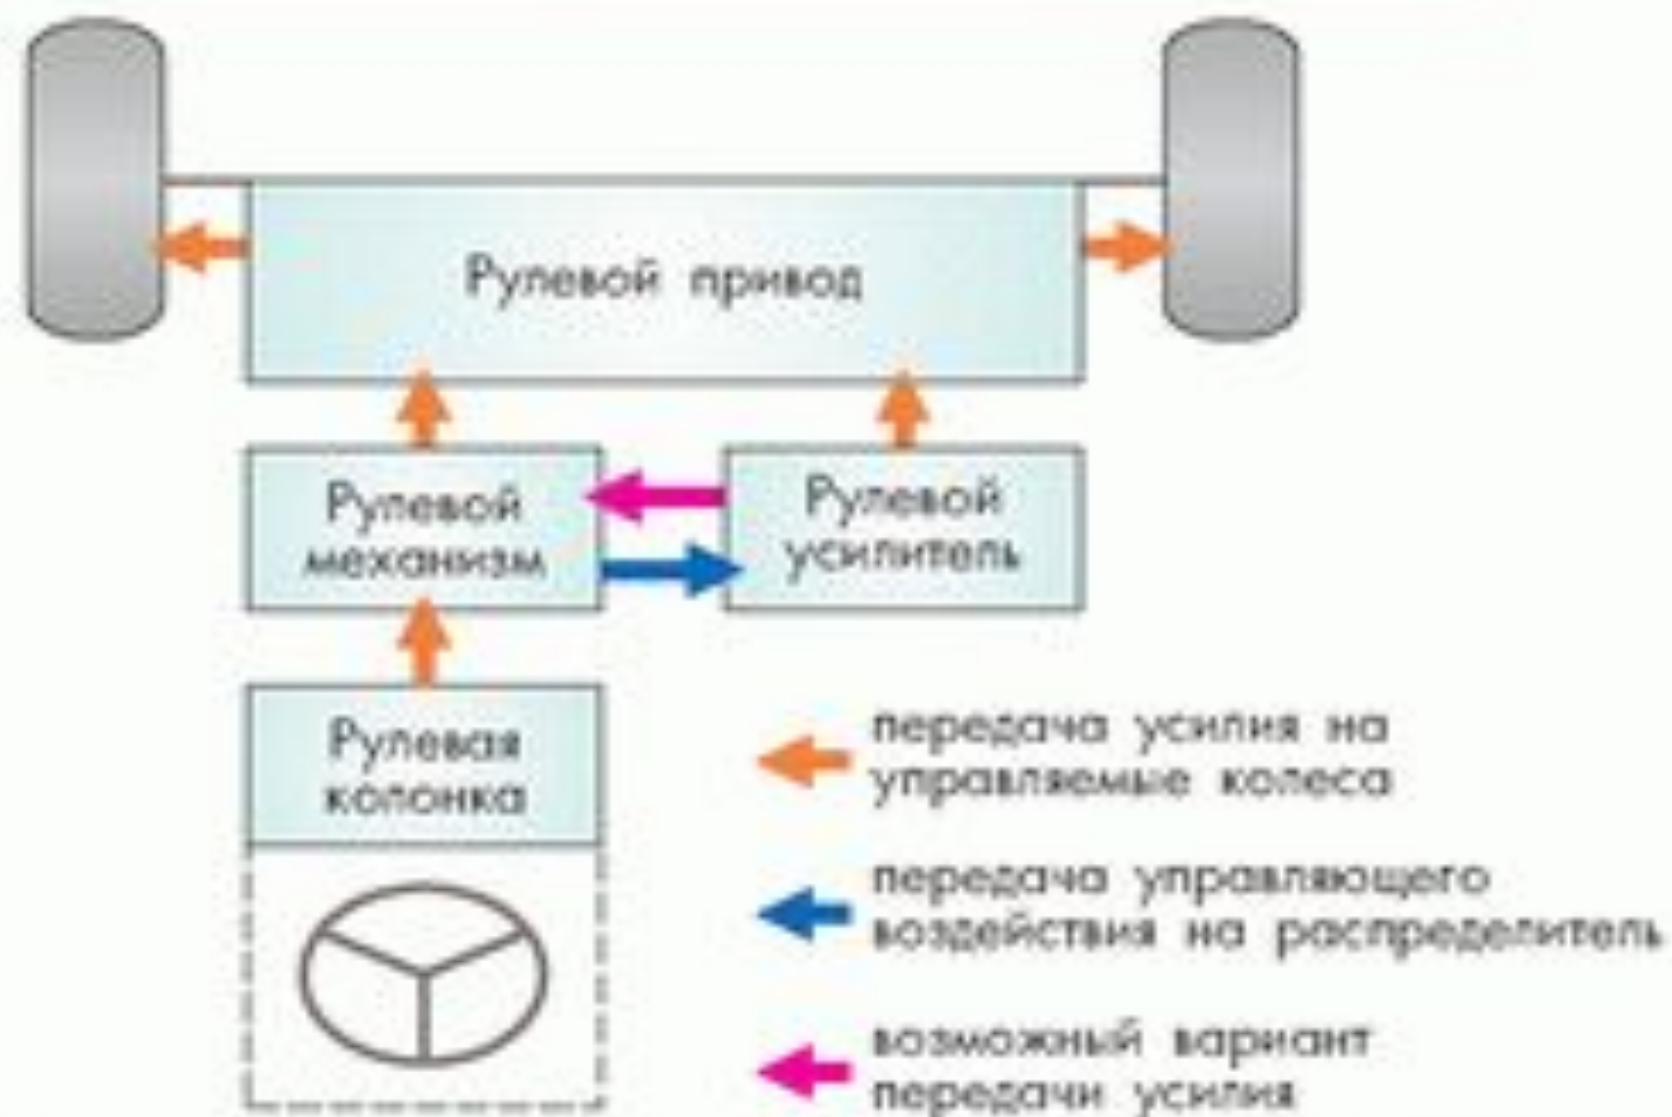 Рулевой привод
Рулевой
механизм
Рулевой
усилитель
Рулевая
колонка
передача усилия на
управляемые колеса
передача управляющего
воздействия на распределитель
возможный вариант
передачи усилия